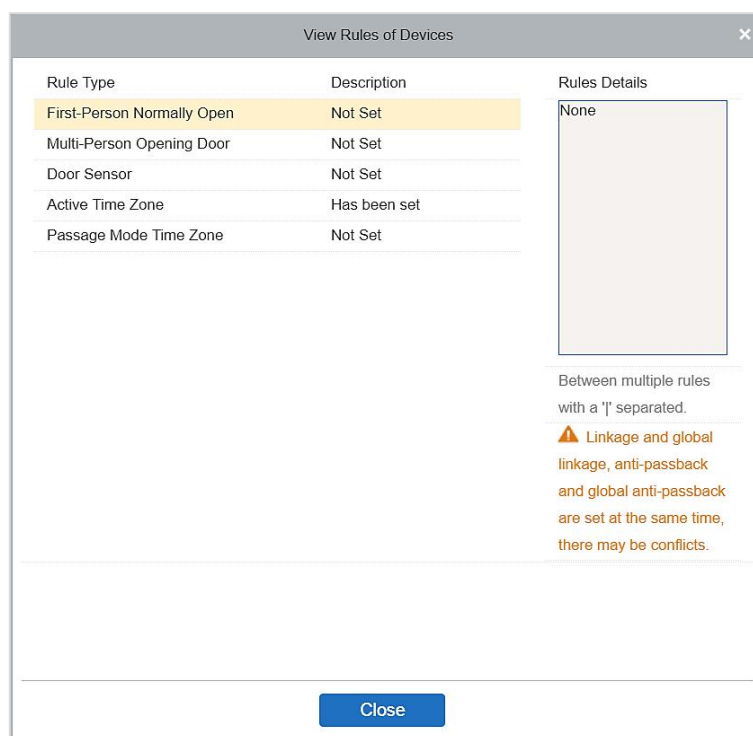 View Rules of Devices
×
Rule Type Description Rules Details
First-Person Normally Open Not Set None
Multi-Person Opening Door Not Set
Door Sensor Not Set
Active Time Zone Has been set
Passage Mode Time Zone Not Set
Between multiple rules
with a '|' separated.
Linkage and global
linkage, anti-passback
and global anti-passback
are set at the same time,
there may be conflicts.
Close